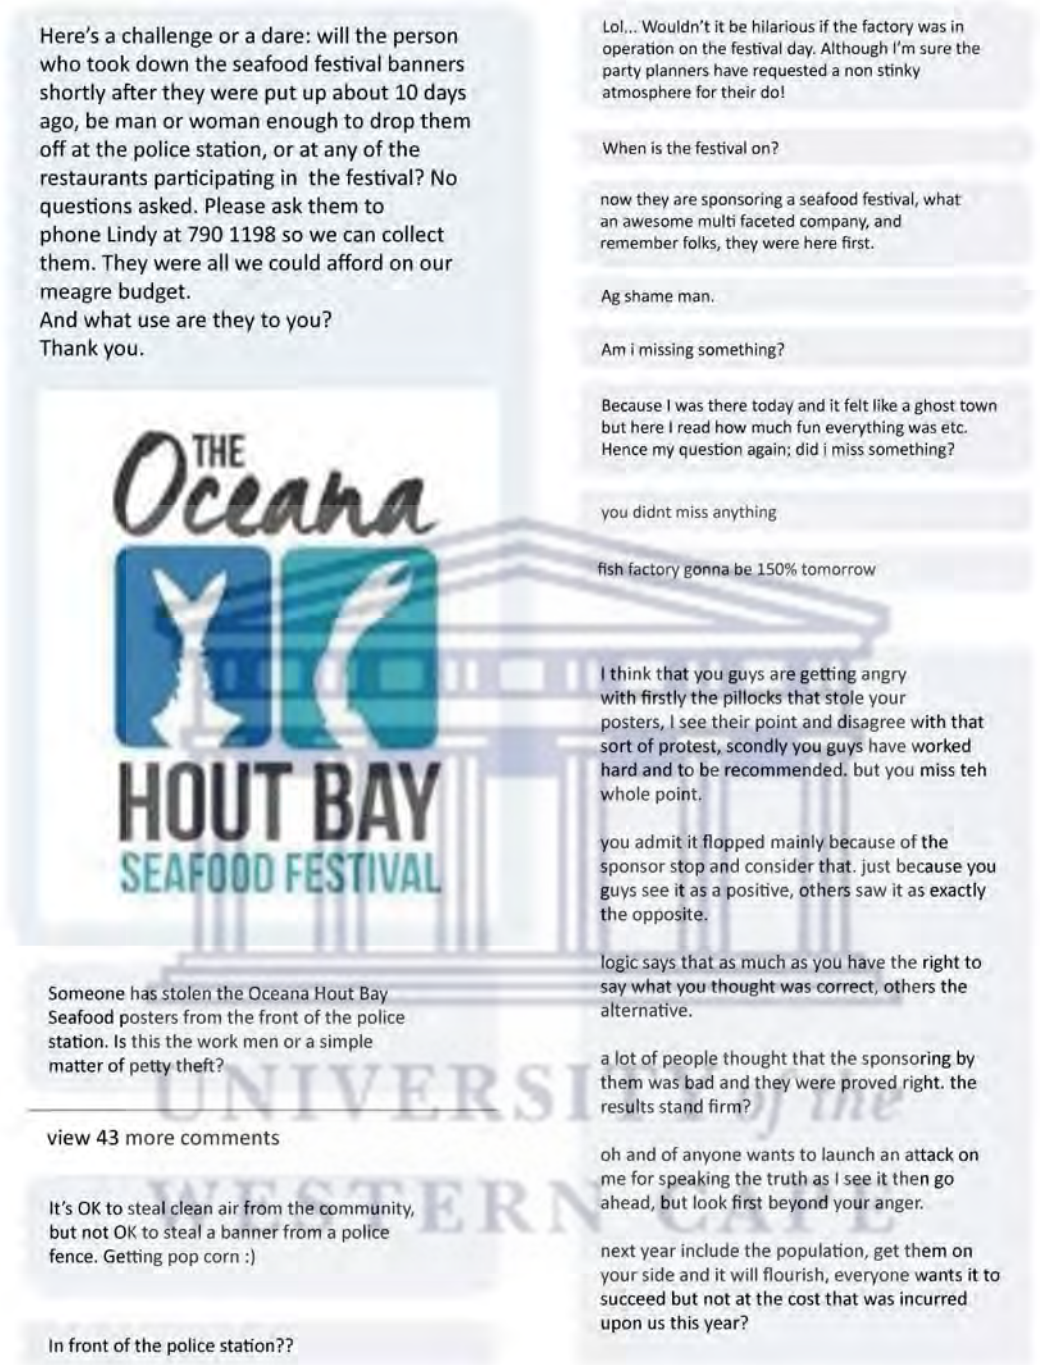 Here's a challenge or a dare: will the person
who took down the seafood festival banners
shortly after they were put up about 10 days
ago, be man or woman enough to drop them
off at the police station, or at any of the
restaurants participating in the festival? No
questions asked. Please ask them to
phone Lindy at 790 1198 so we can collect
them. They were all we could afford on our
meagre budget.
And what use are they to you?
Thank you.
THE
Oceana
HOUT BAY
SEAFOOD FESTIVAL
Someone has stolen the Oceana Hout Bay
Seafood posters from the front of the police
station. Is this the work men or a simple
matter of petty theft?
view 43 more comments
It's OK to steal clean air from the community,
but not OK to steal a banner from a police
fence. Getting pop corn :)
In front of the police station??
Lol... Wouldn't it be hilarious if the factory was in
operation on the festival day. Although I'm sure the
party planners have requested a non stinky
atmosphere for their do!
When is the festival on?
now they are sponsoring a seafood festival, what
an awesome multi faceted company, and
remember folks, they were here first.
Ag shame man.
Am i missing something?
Because I was there today and it felt like a ghost town
but here I read how much fun everything was etc.
Hence my question again; did i miss something?
you didnt miss anything
fish factory gonna be 150% tomorrow
I think that you guys are getting angry
with firstly the pillocks that stole your
posters, I see their point and disagree with that
sort of protest, scondly you guys have worked
hard and to be recommended. but you miss teh
whole point.
you admit it flopped mainly because of the
sponsor stop and consider that. just because you
guys see it as a positive, others saw it as exactly
the opposite.
logic says that as much as you have the right to
say what you thought was correct, others the
alternative.
a lot of people thought that the sponsoring by
them was bad and they were proved right. the
results stand firm?
oh and of anyone wants to launch an attack on
me for speaking the truth as I see it then go
ahead, but look first beyond your anger.
next year include the population, get them on
your side and it will flourish, everyone wants it to
succeed but not at the cost that was incurred
upon us this year?
UNIVERSITY of the
WESTERN CAPE